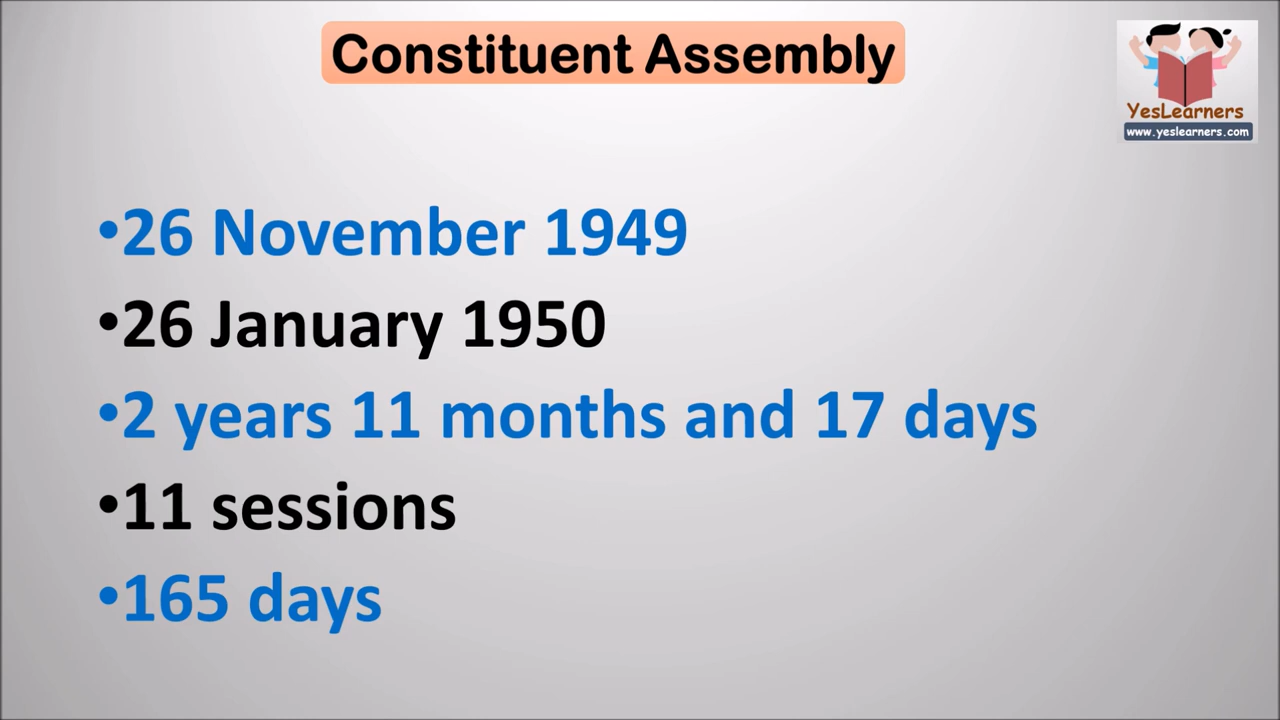 Constituent Assembly
YesLearners
www.yeslearners.com
•26 November 1949
•26 January 1950
•2 years 11 months and 17 days
•11 sessions
•165 days